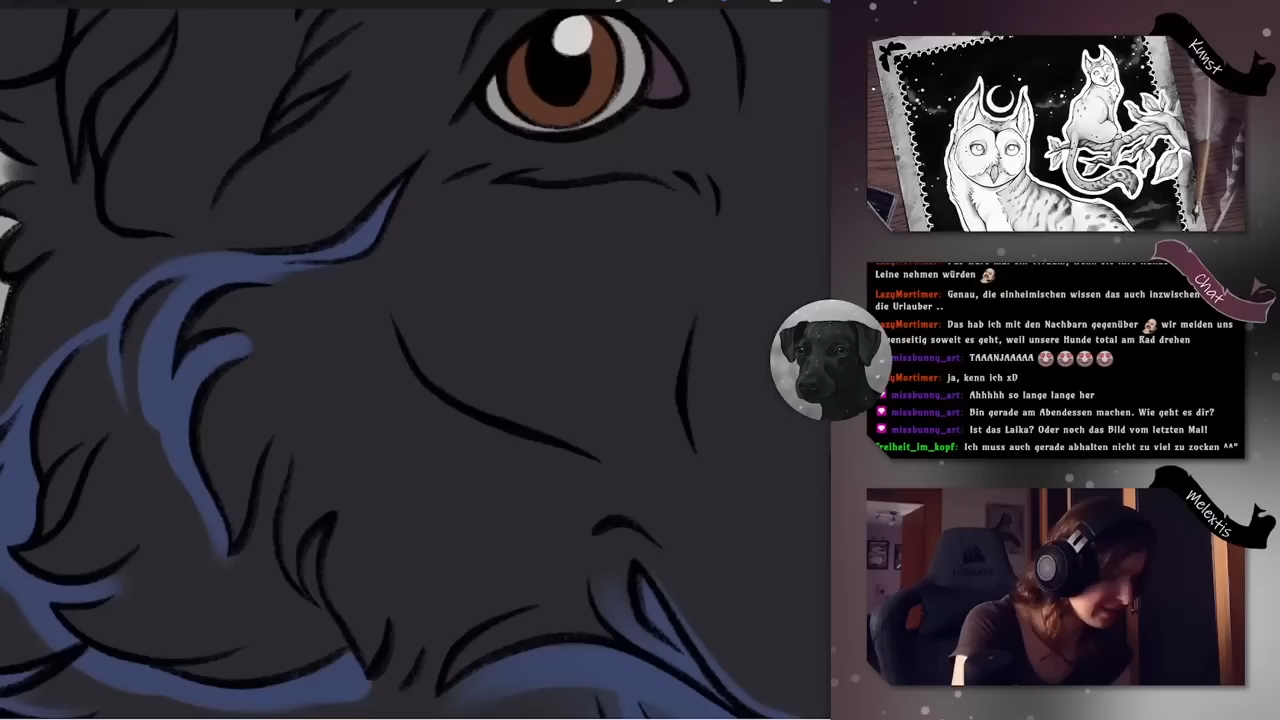 Kunst
Chat
Leine nehmen würden
LazyMortimer: Genau, die einheimischen wissen das auch inzwischen
die Urlauber ..
zyMortimer: Das hab ich mit den Nachbarn gegenüber wir meiden uns
enseitig soweit es geht, weil unsere Hunde total am Rad drehen
missbunny_art: TAAANJAAAAA
yMortimer: ja, kenn ich xD
missbunny_art: Ahhhhh so lange lange her
missbunny_art: Bin gerade am Abendessen machen. Wie geht es dir?
missbunny_art: Ist das Laika? Oder noch das Bild vom letzten Mal!
freiheit_im_kopf: Ich muss auch gerade abhalten nicht zu viel zu zocken ^^"
Melextis